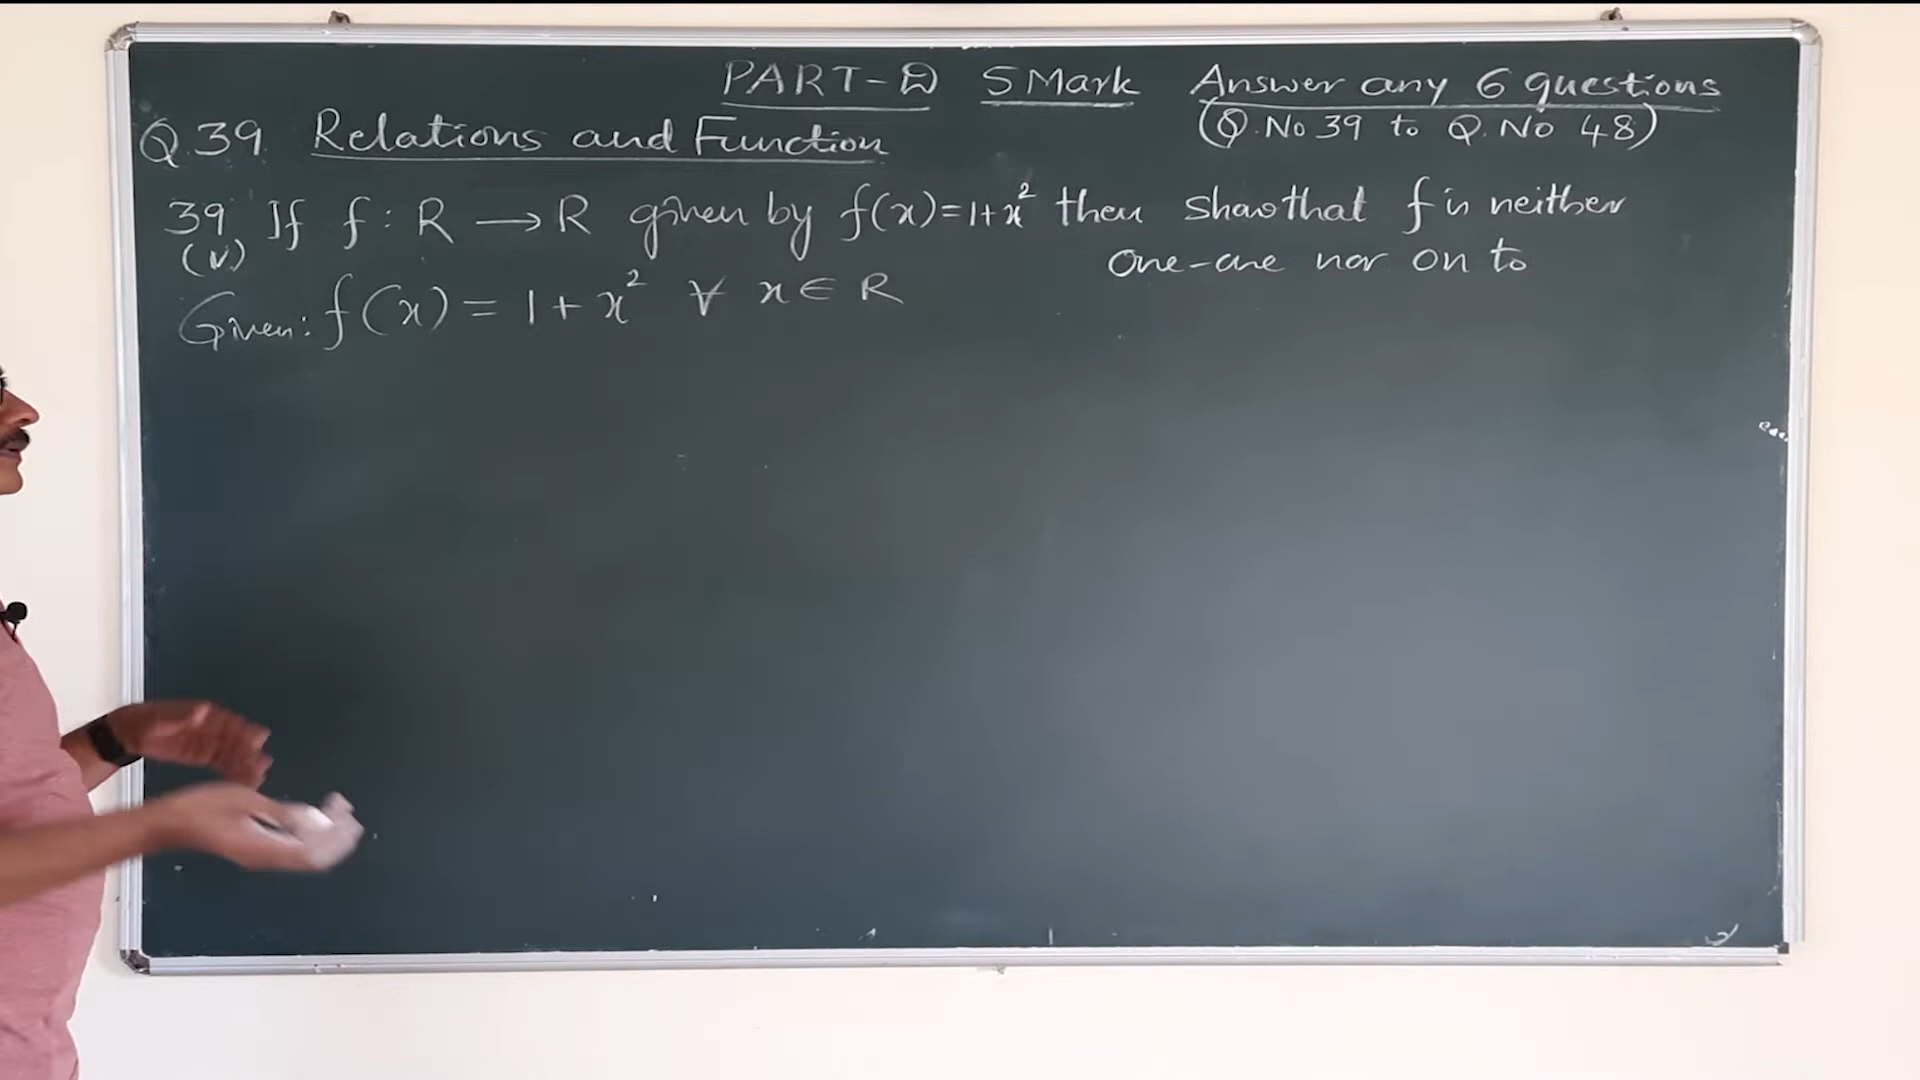 PART-D 5 Mark Answer any 6 questions
(Q.No 39 to Q.No 48)
Q.39 Relations and Function
39 If f : R → R given by f(x)=1+x² then show that f is neither
(v) one-one nor on to
Given: f(x) = 1 + x² ∀ x ∈ R